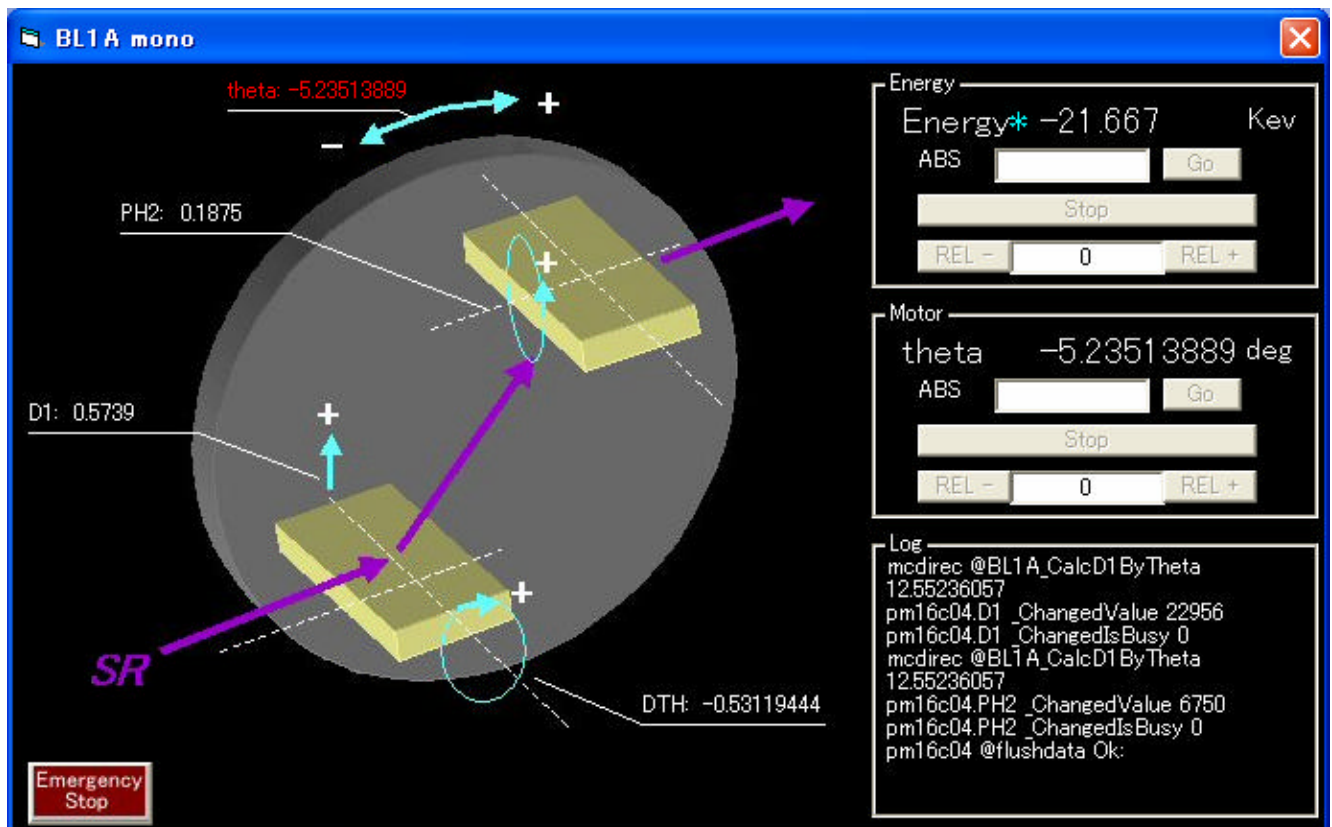 BL1A mono
theta: -5.23513889
+
-
PH2: 0.1875
+
D1: 0.5739
+
+
SR
DTH: -0.53119444
Emergency
Stop
Energy
Energy* -21.667 Kev
ABS Go
Stop
REL - 0 REL +
Motor
theta -5.23513889 deg
ABS Go
Stop
REL - 0 REL +
Log
mcdirec @BL1A_CalcD1ByTheta
12.55236057
pm16c04.D1 _ChangedValue 22956
pm16c04.D1 _ChangedIsBusy 0
mcdirec @BL1A_CalcD1ByTheta
12.55236057
pm16c04.PH2 _ChangedValue 6750
pm16c04.PH2 _ChangedIsBusy 0
pm16c04 @flushdata Ok: